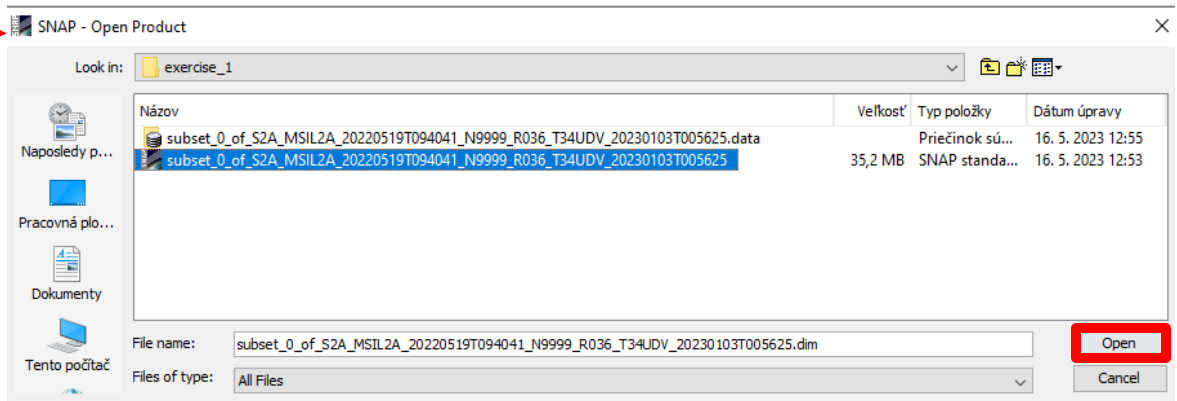 SNAP - Open Product
Look in: exercise_1
Názov Veľkosť Typ položky Dátum úpravy
subset_0_of_S2A_MSIL2A_20220519T094041_N9999_R036_T34UDV_20230103T005625.data Priečinok sú... 16. 5. 2023 12:55
subset_0_of_S2A_MSIL2A_20220519T094041_N9999_R036_T34UDV_20230103T005625 35,2 MB SNAP standa... 16. 5. 2023 12:53
Naposledy p...
Pracovná plo...
Dokumenty
Tento počítač
File name: subset_0_of_S2A_MSIL2A_20220519T094041_N9999_R036_T34UDV_20230103T005625.dim Open
Files of type: All Files Cancel